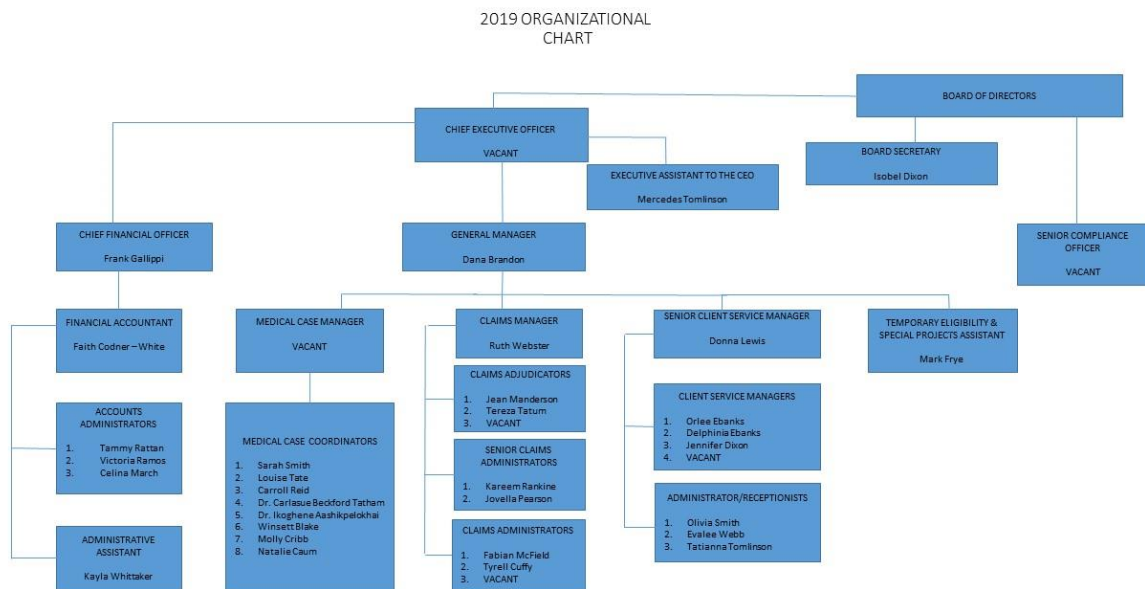 2019 ORGANIZATIONAL
CHART
BOARD OF DIRECTORS
CHIEF EXECUTIVE OFFICER
VACANT
BOARD SECRETARY
Isobel Dixon
EXECUTIVE ASSISTANT TO THE CEO
Mercedes Tomlinson
CHIEF FINANCIAL OFFICER
Frank Gallippi
GENERAL MANAGER
Dana Brandon
SENIOR COMPLIANCE
OFFICER
VACANT
FINANCIAL ACCOUNTANT
Faith Codner – White
MEDICAL CASE MANAGER
VACANT
CLAIMS MANAGER
Ruth Webster
SENIOR CLIENT SERVICE MANAGER
Donna Lewis
TEMPORARY ELIGIBILITY &
SPECIAL PROJECTS ASSISTANT
Mark Frye
ACCOUNTS
ADMINISTRATORS
1. Tammy Rattan
2. Victoria Ramos
3. Celina March
ADMINISTRATIVE
ASSISTANT
Kayla Whittaker
MEDICAL CASE COORDINATORS
1. Sarah Smith
2. Louise Tate
3. Carroll Reid
4. Dr. Carlasue Beckford Tatham
5. Dr. Ikoghene Aashikpelokhai
6. Winsett Blake
7. Molly Cribb
8. Natalie Caum
CLAIMS ADJUDICATORS
1. Jean Manderson
2. Tereza Tatum
3. VACANT
SENIOR CLAIMS
ADMINISTRATORS
1. Kareem Rankine
2. Jovella Pearson
CLAIMS ADMINISTRATORS
1. Fabian McField
2. Tyrell Cuffy
3. VACANT
CLIENT SERVICE MANAGERS
1. Orlee Ebanks
2. Delphinia Ebanks
3. Jennifer Dixon
4. VACANT
ADMINISTRATOR/RECEPTIONISTS
1. Olivia Smith
2. Evalee Webb
3. Tatianna Tomlinson